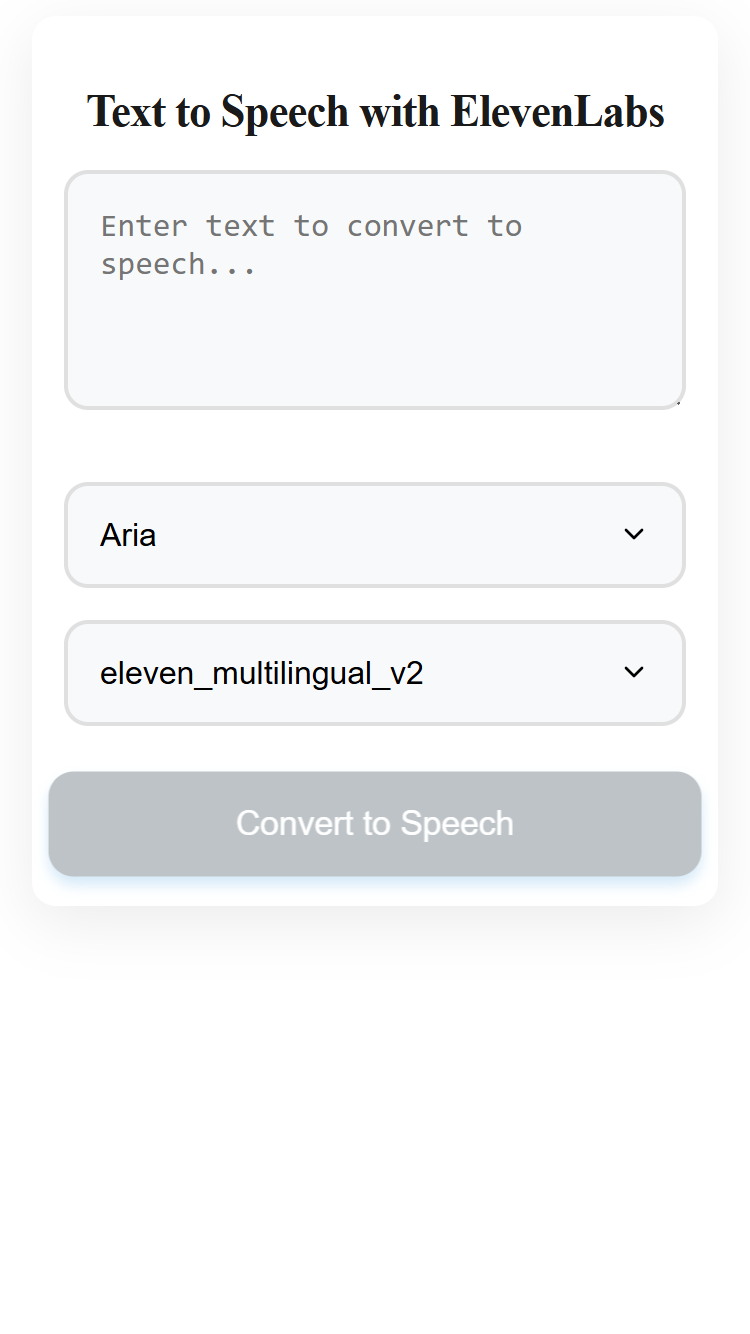 Text to Speech with ElevenLabs
Enter text to convert to
speech...
Aria
eleven_multilingual_v2
Convert to Speech